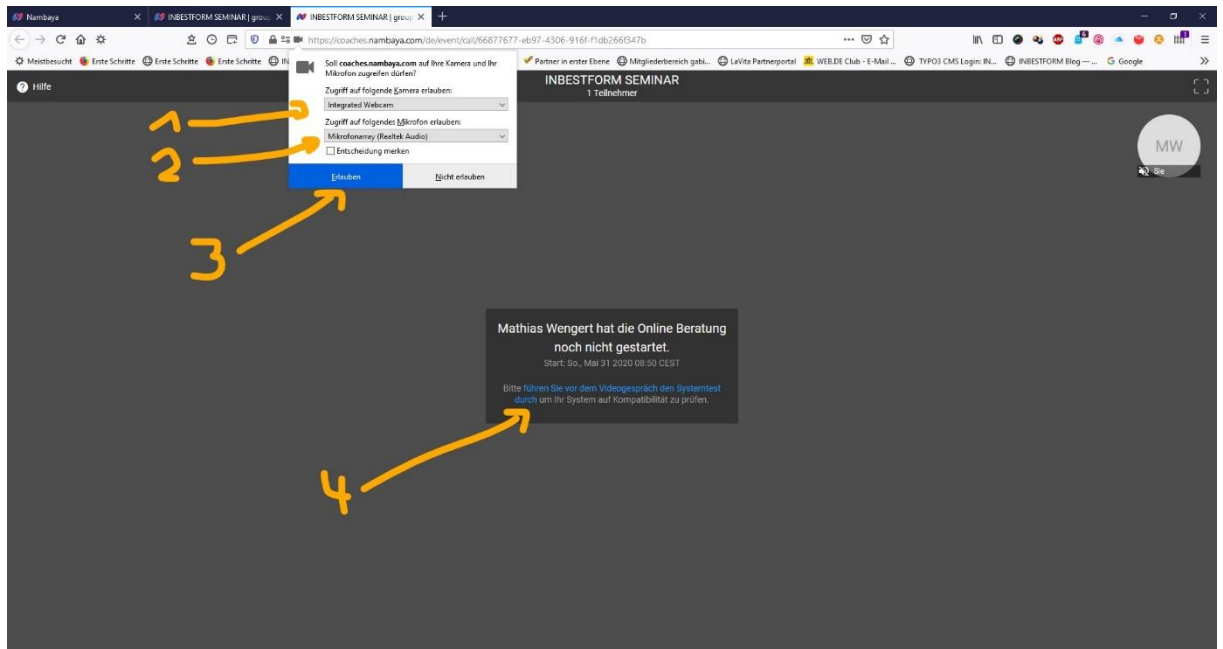 Nambaya
INBESTFORM SEMINAR | group
INBESTFORM SEMINAR | group
https://coaches.nambaya.com/de/event/call/66877677-eb97-4306-916f-f1db266f347b
Meistbesucht Erste Schritte Erste Schritte Erste Schritte IN
Partner in erster Ebene Mitgliederbereich gabi... LaVita Partnerportal WEB.DE Club - E-Mail ... TYPO3 CMS Login: IN... INBESTFORM Blog — ... Google
Hilfe
Soll coaches.nambaya.com auf Ihre Kamera und Ihr
Mikrofon zugreifen dürfen?
Zugriff auf folgende Kamera erlauben:
Integrated Webcam
Zugriff auf folgendes Mikrofon erlauben:
Mikrofonarray (Realtek Audio)
Entscheidung merken
Erlauben Nicht erlauben
INBESTFORM SEMINAR
1 Teilnehmer
MW
Sie
1
2
3
Mathias Wengert hat die Online Beratung
noch nicht gestartet.
Start: So., Mai 31 2020 08:50 CEST
Bitte führen Sie vor dem Videogespräch den Systemtest
durch um ihr System auf Kompatibilität zu prüfen.
4